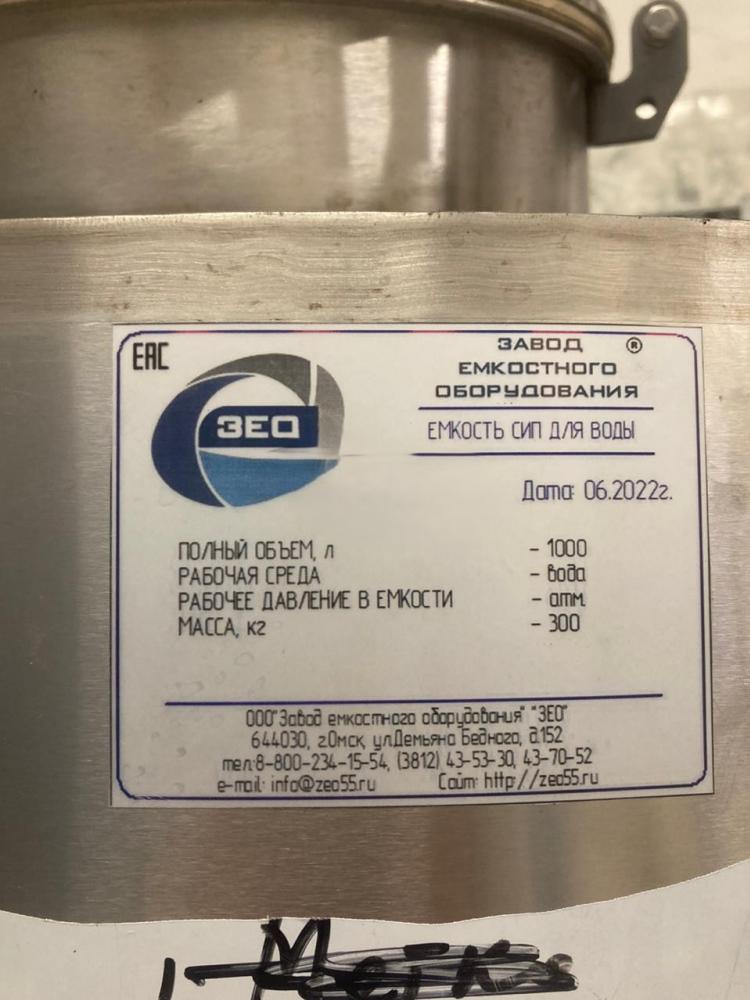 EAC
ЗЕО
ЗАВОД ®
ЕМКОСТНОГО
ОБОРУДОВАНИЯ
ЕМКОСТЬ СИП ДЛЯ ВОДЫ
Дата: 06.2022г.
ПОЛНЫЙ ОБЪЕМ, л - 1000
РАБОЧАЯ СРЕДА - вода
РАБОЧЕЕ ДАВЛЕНИЕ В ЕМКОСТИ - атм.
МАССА, кг - 300
ООО"Завод емкостного оборудования" "ЗЕО"
644030, г.Омск, ул.Демьяна Бедного, д.152
тел:8-800-234-15-54, (3812) 43-53-30, 43-70-52
e-mail: info@zeo55.ru Сайт: http://zeo55.ru